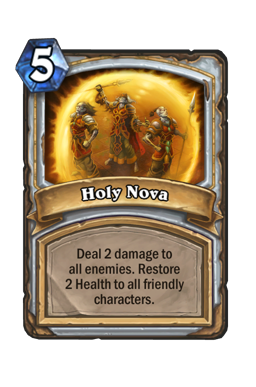 5
Holy Nova
Deal 2 damage to
all enemies. Restore
2 Health to all friendly
characters.